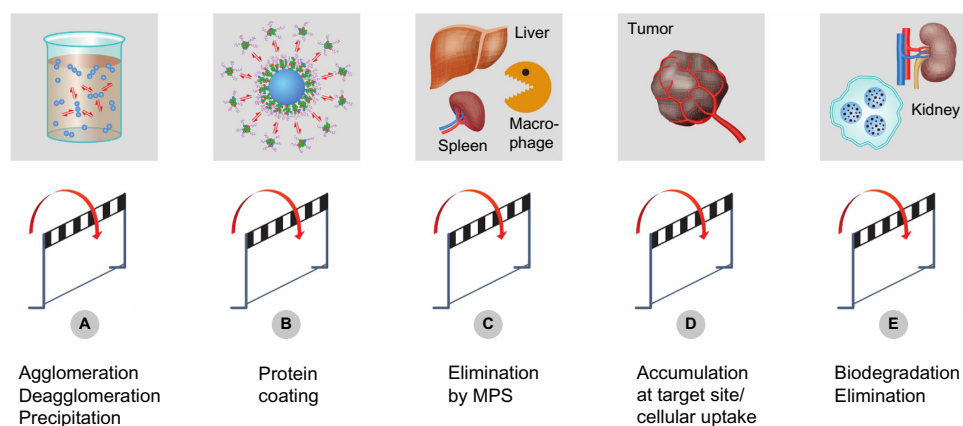 Liver
Spleen
Macro-
phage
Tumor
Kidney
A
B
C
D
E
Agglomeration
Deagglomeration
Precipitation
Protein
coating
Elimination
by MPS
Accumulation
at target site/
cellular uptake
Biodegradation
Elimination